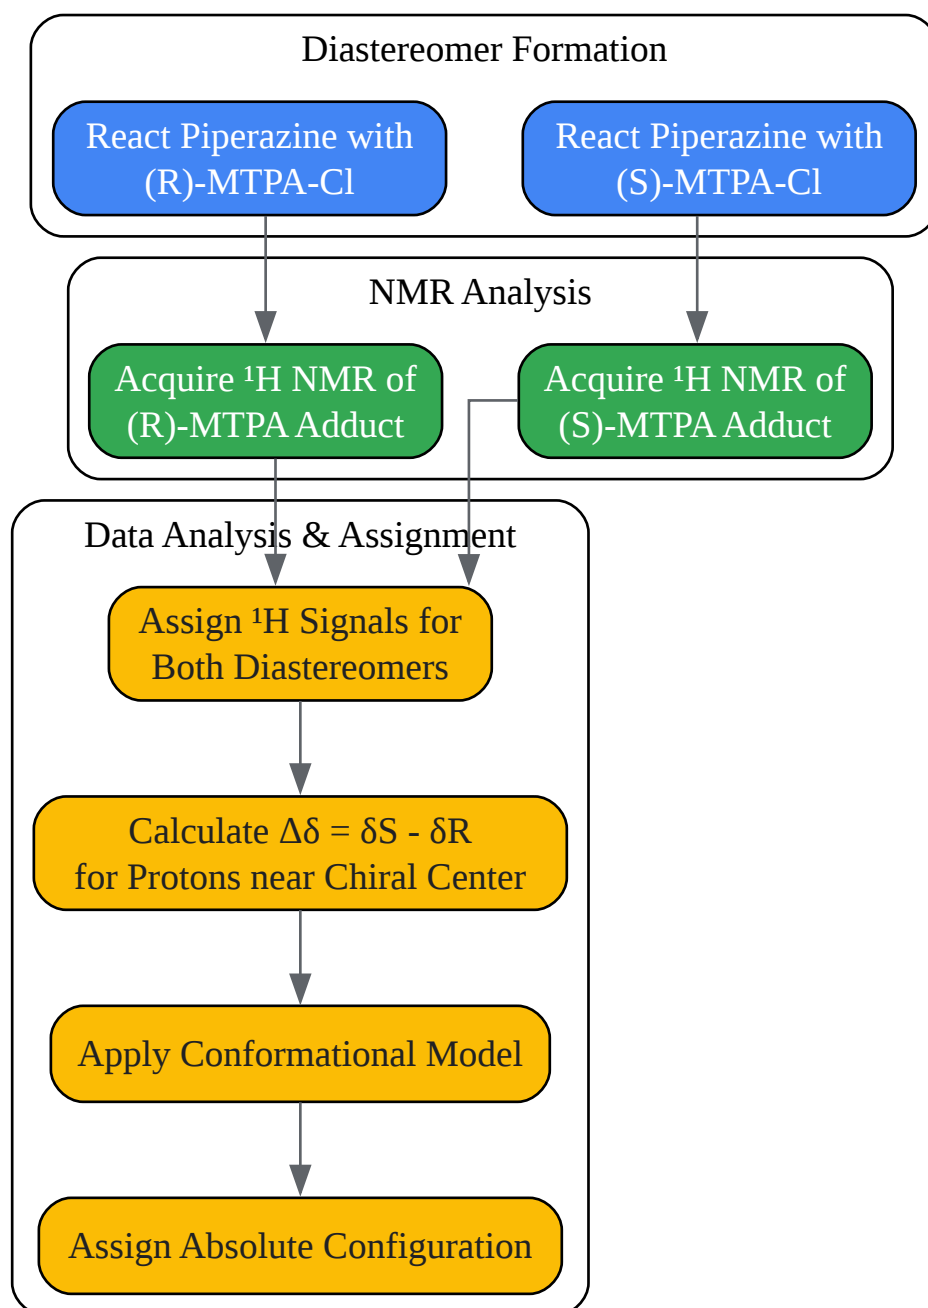 Diastereomer Formation
React Piperazine with
(R)-MTPA-Cl
React Piperazine with
(S)-MTPA-Cl
NMR Analysis
Acquire ¹H NMR of
(R)-MTPA Adduct
Acquire ¹H NMR of
(S)-MTPA Adduct
Data Analysis & Assignment
Assign ¹H Signals for
Both Diastereomers
Calculate Δδ = δS - δR
for Protons near Chiral Center
Apply Conformational Model
Assign Absolute Configuration